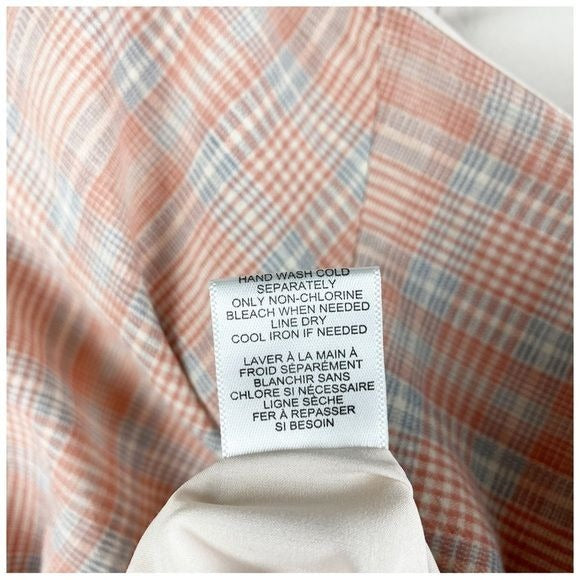 HAND WASH COLD
SEPARATELY
ONLY NON-CHLORINE
BLEACH WHEN NEEDED
LINE DRY
COOL IRON IF NEEDED
LAVER À LA MAIN À
FROID SÉPARÉMENT
BLANCHIR SANS
CHLORE SI NÉCESSAIRE
LIGNE SÈCHE
FER À REPASSER
SI BESOIN